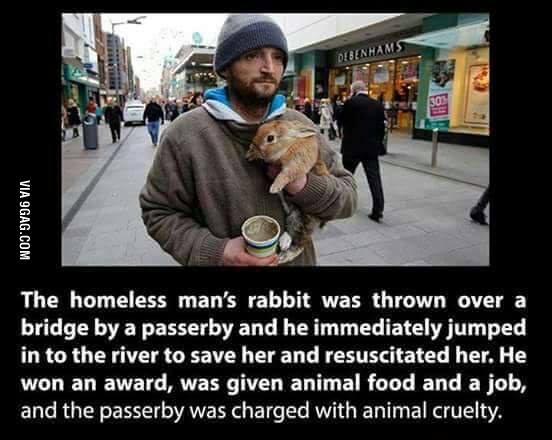 DEBENHAMS
30%
VIA 9GAG.COM
The homeless man's rabbit was thrown over a
bridge by a passerby and he immediately jumped
in to the river to save her and resuscitated her. He
won an award, was given animal food and a job,
and the passerby was charged with animal cruelty.